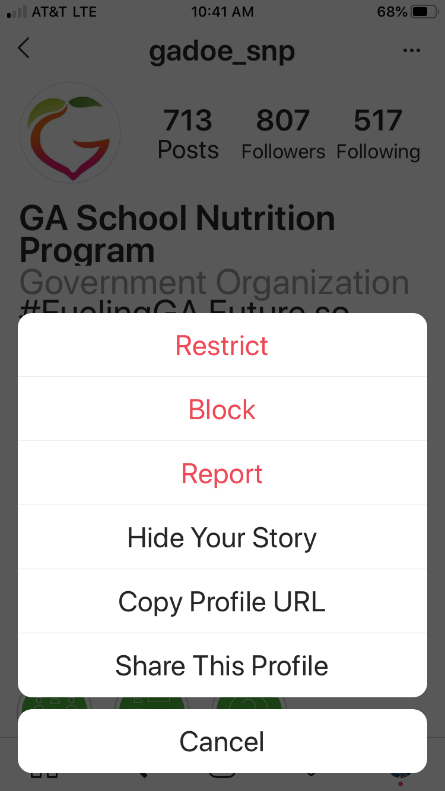 AT&T LTE 10:41 AM 68%
gadoe_snp
713 807 517
Posts Followers Following
GA School Nutrition
Program
Government Organization
#FuelingGA Future so
Restrict
Block
Report
Hide Your Story
Copy Profile URL
Share This Profile
Cancel